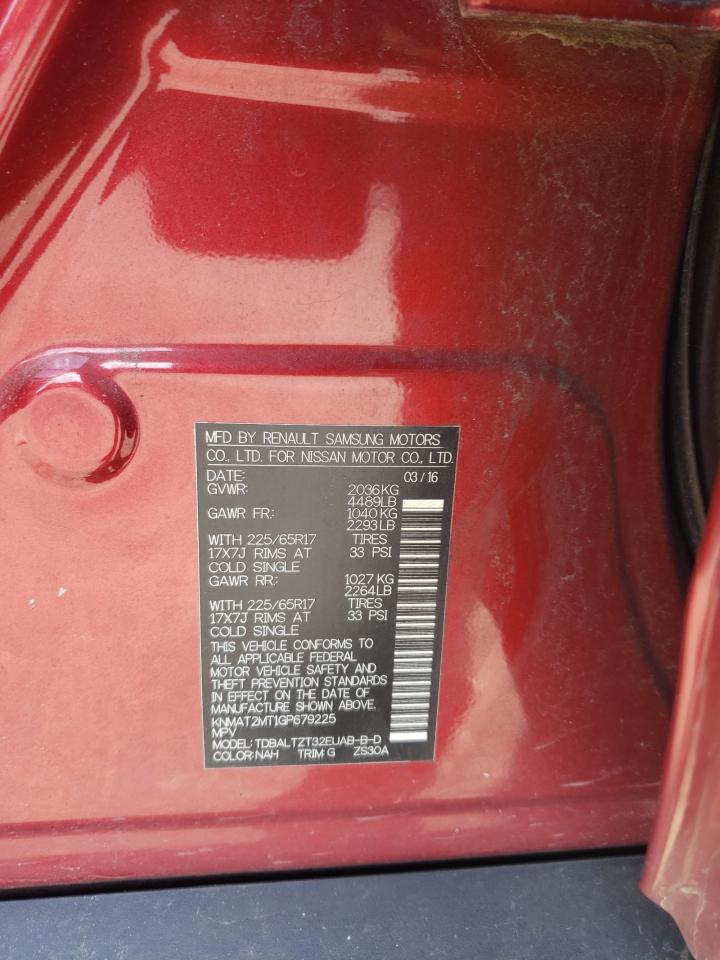 MFD BY RENAULT SAMSUNG MOTORS
CO., LTD. FOR NISSAN MOTOR CO., LTD.
DATE: 03/16
GVWR: 2036KG
4489LB
GAWR FR: 1040KG
2293LB
WITH 225/65R17 TIRES
17X7J RIMS AT 33 PSI
COLD SINGLE
GAWR RR: 1027KG
2264LB
WITH 225/65R17 TIRES
17X7J RIMS AT 33 PSI
COLD SINGLE
THIS VEHICLE CONFORMS TO
ALL APPLICABLE FEDERAL
MOTOR VEHICLE SAFETY AND
THEFT PREVENTION STANDARDS
IN EFFECT ON THE DATE OF
MANUFACTURE SHOWN ABOVE.
KNMAT2MT1GP679225
MPV
MODEL: TDBALTZT32EUAB-B-D
COLOR: NAH TRIM: G ZS30A